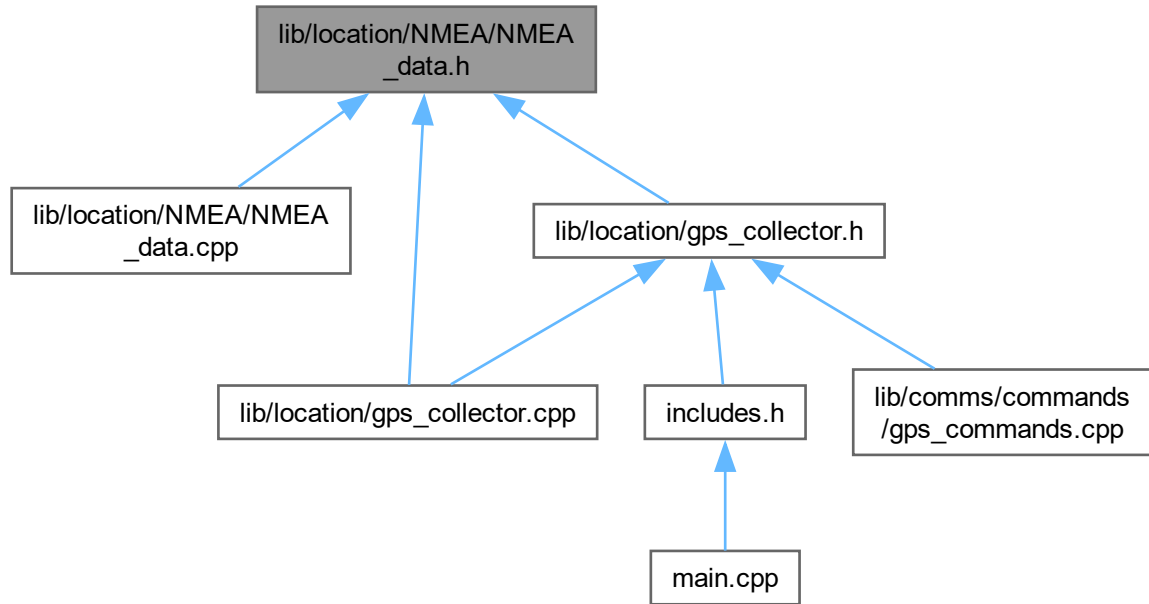 lib/location/NMEA/NMEA
_data.h
lib/location/NMEA/NMEA
_data.cpp
lib/location/gps_collector.h
lib/location/gps_collector.cpp
includes.h
lib/comms/commands
/gps_commands.cpp
main.cpp